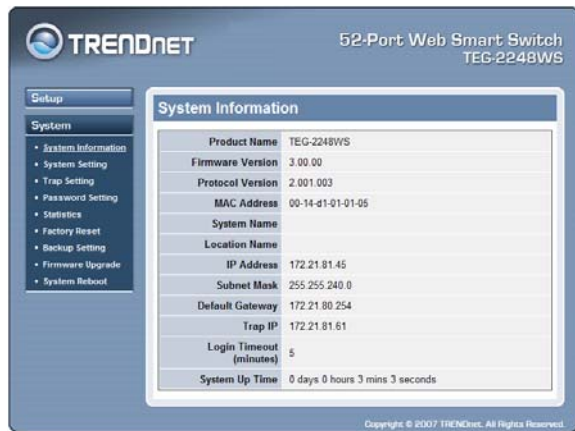 TRENDNET
52-Port Web Smart Switch
TEG-2248WS
Setup
System
• System Information
• System Setting
• Trap Setting
• Password Setting
• Statistics
• Factory Reset
• Backup Setting
• Firmware Upgrade
• System Reboot
System Information
Product Name TEG-2248WS
Firmware Version 3.00.00
Protocol Version 2.001.003
MAC Address 00-14-d1-01-01-05
System Name
Location Name
IP Address 172.21.81.45
Subnet Mask 255.255.240.0
Default Gateway 172.21.80.254
Trap IP 172.21.81.61
Login Timeout
(minutes) 5
System Up Time 0 days 0 hours 3 mins 3 seconds
Copyright © 2007 TRENDnet. All Rights Reserved.